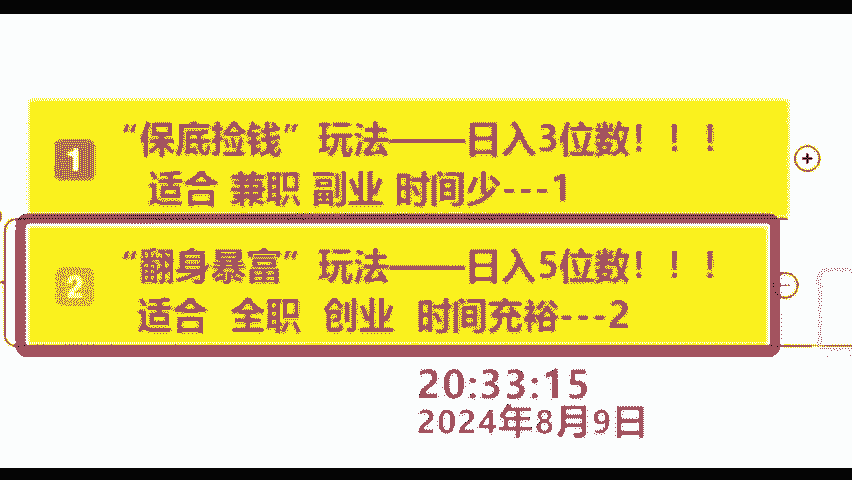 1
“保底捡钱”玩法——日入3位数！！！
适合 兼职 副业 时间少---1
2
“翻身暴富”玩法——日入5位数！！！
适合 全职 创业 时间充裕---2
20:33:15
2024年8月9日